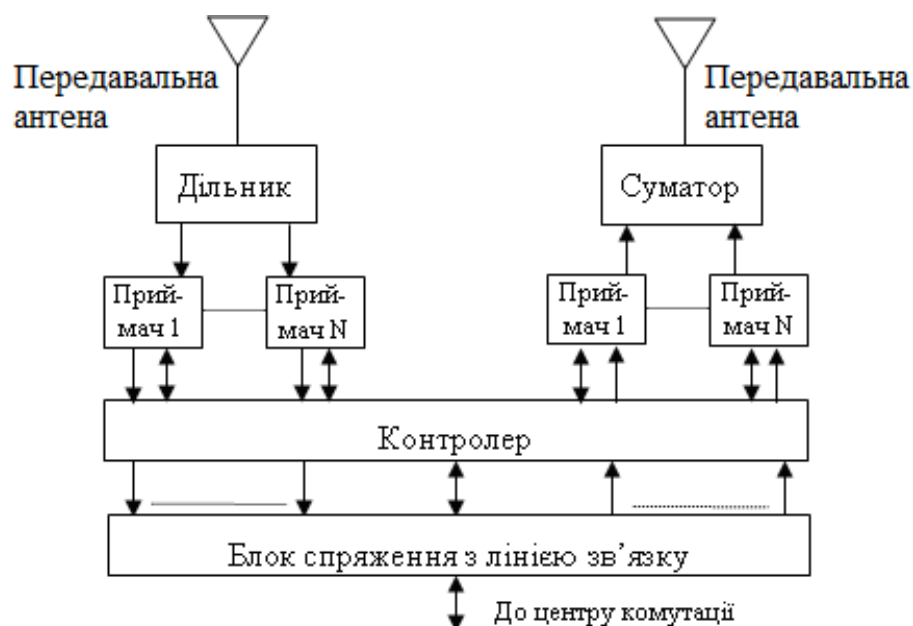 Передавальна
антена
Передавальна
антена
Дільник
Суматор
Прий-
мач 1
Прий-
мач N
Прий-
мач 1
Прий-
мач N
Контролер
Блок спряження з лінією зв’язку
До центру комутації